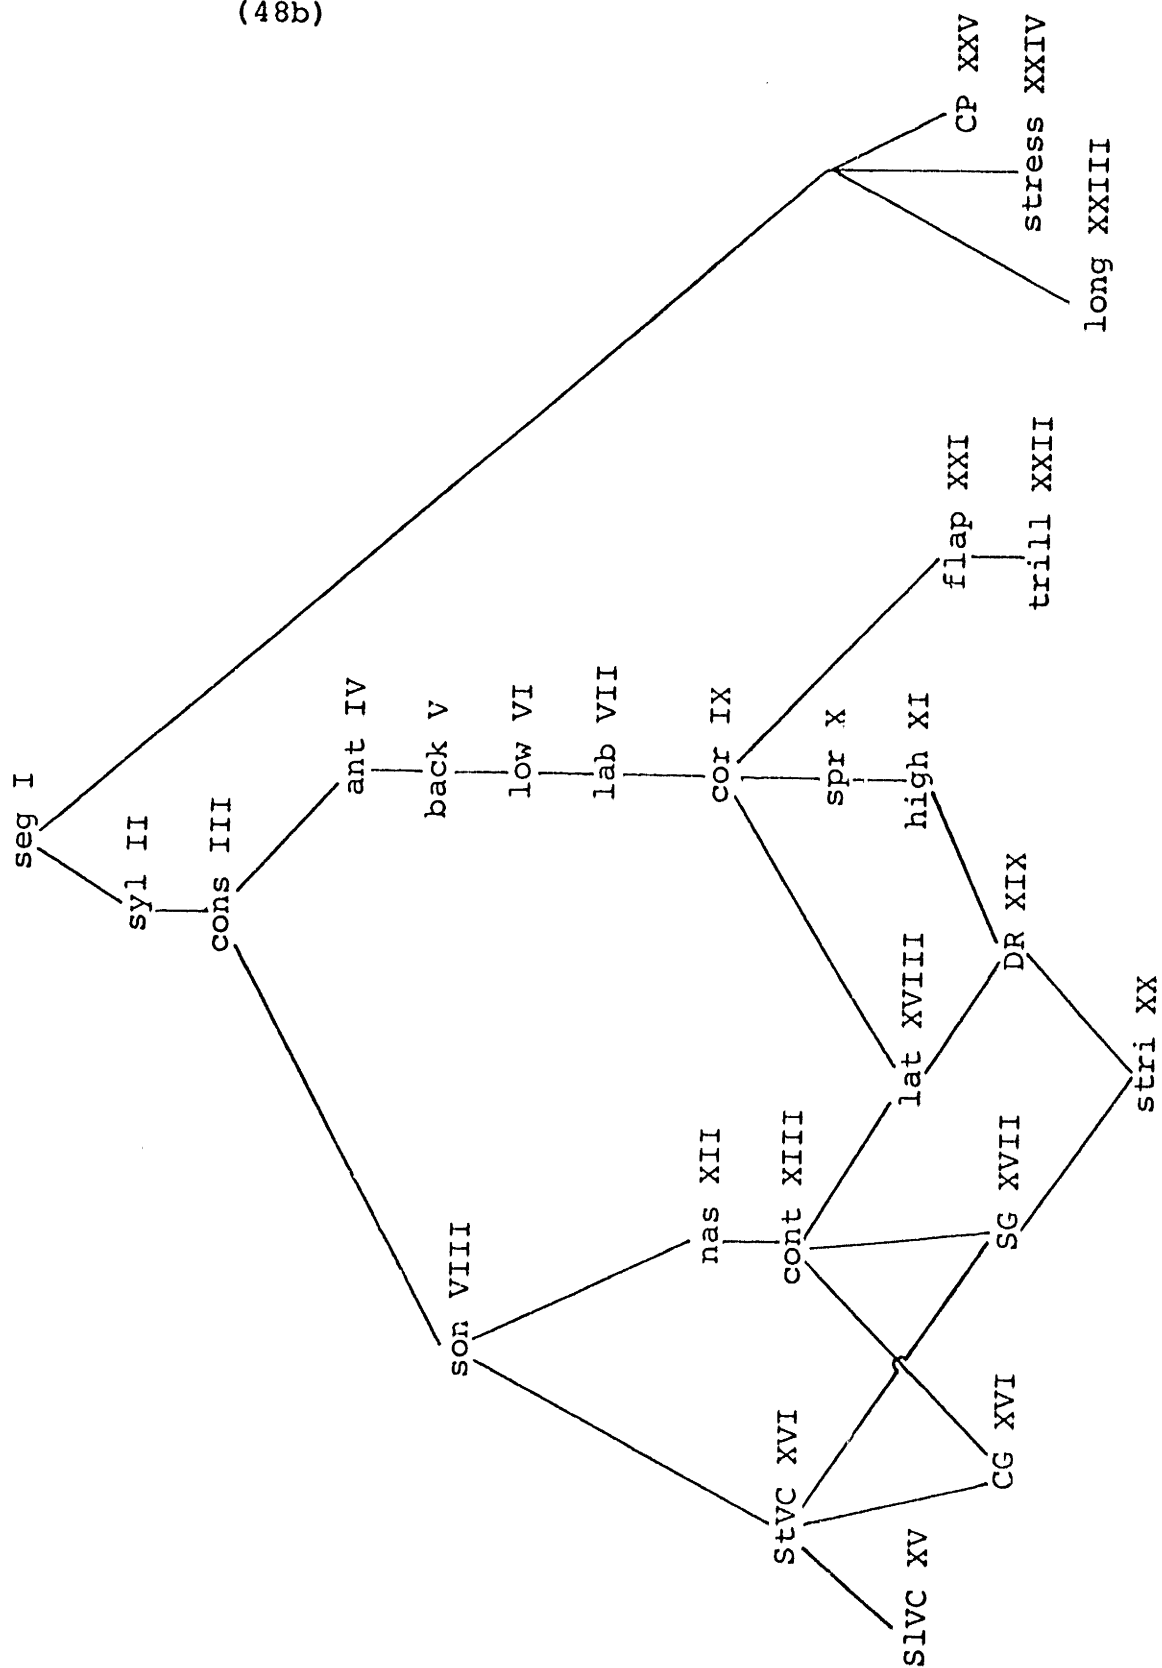 (48b)
seg I
syl II
cons III
ant IV
back V
low VI
lab VII
son VIII
cor IX
nas XII
cont XIII
StVC XVI
spr X
high XI
lat XVIII
SlVC XV
flap XXI
CP XXV
DR XIX
SG XVII
CG XVI
trill XXII
stress XXIV
long XXIII
stri XX